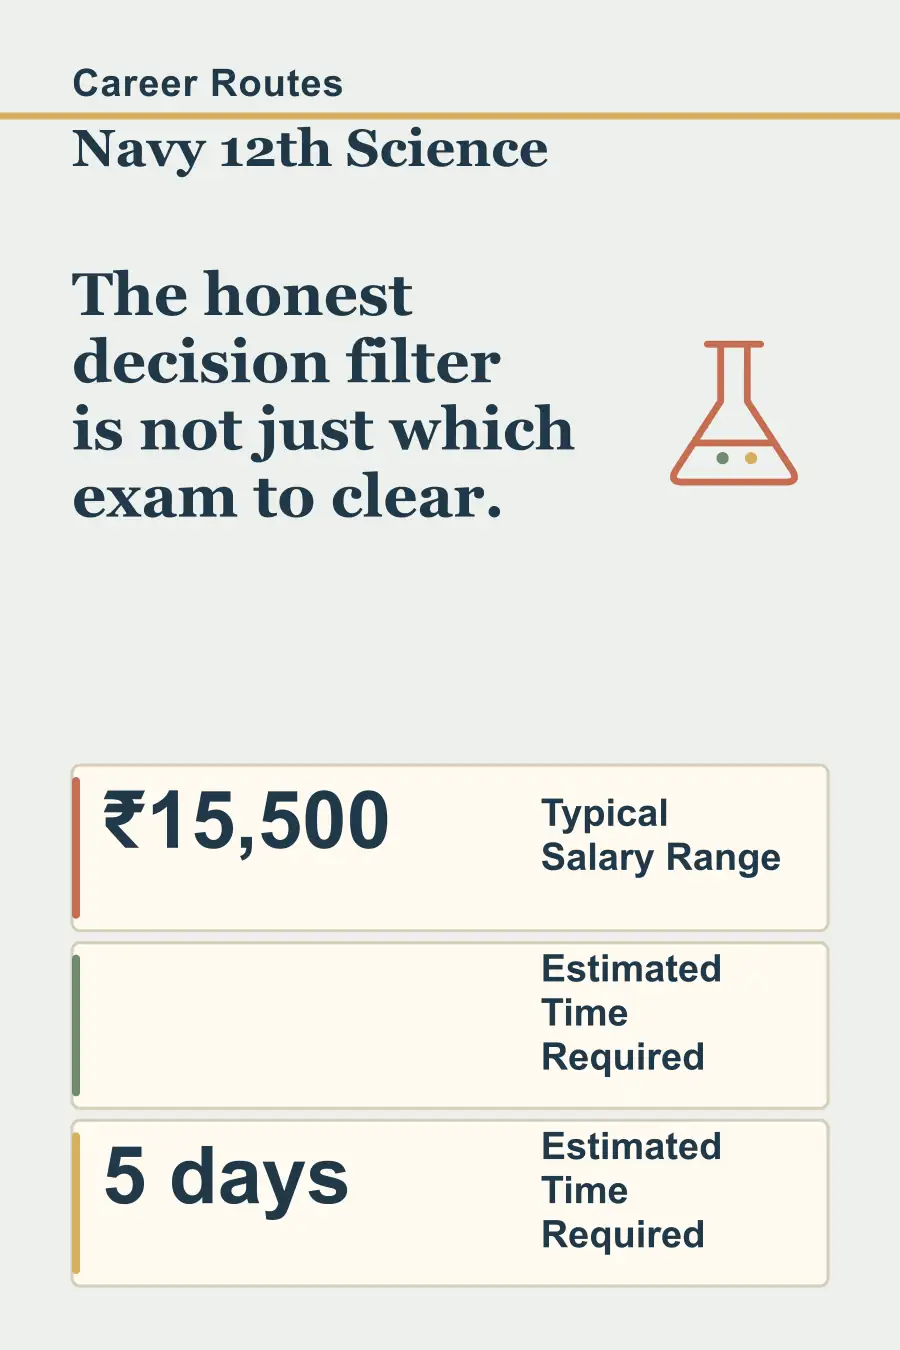 Career Routes
Navy 12th Science
The honest
decision filter
is not just which
exam to clear.
₹15,500
Typical
Salary Range
Estimated
Time
Required
5 days
Estimated
Time
Required